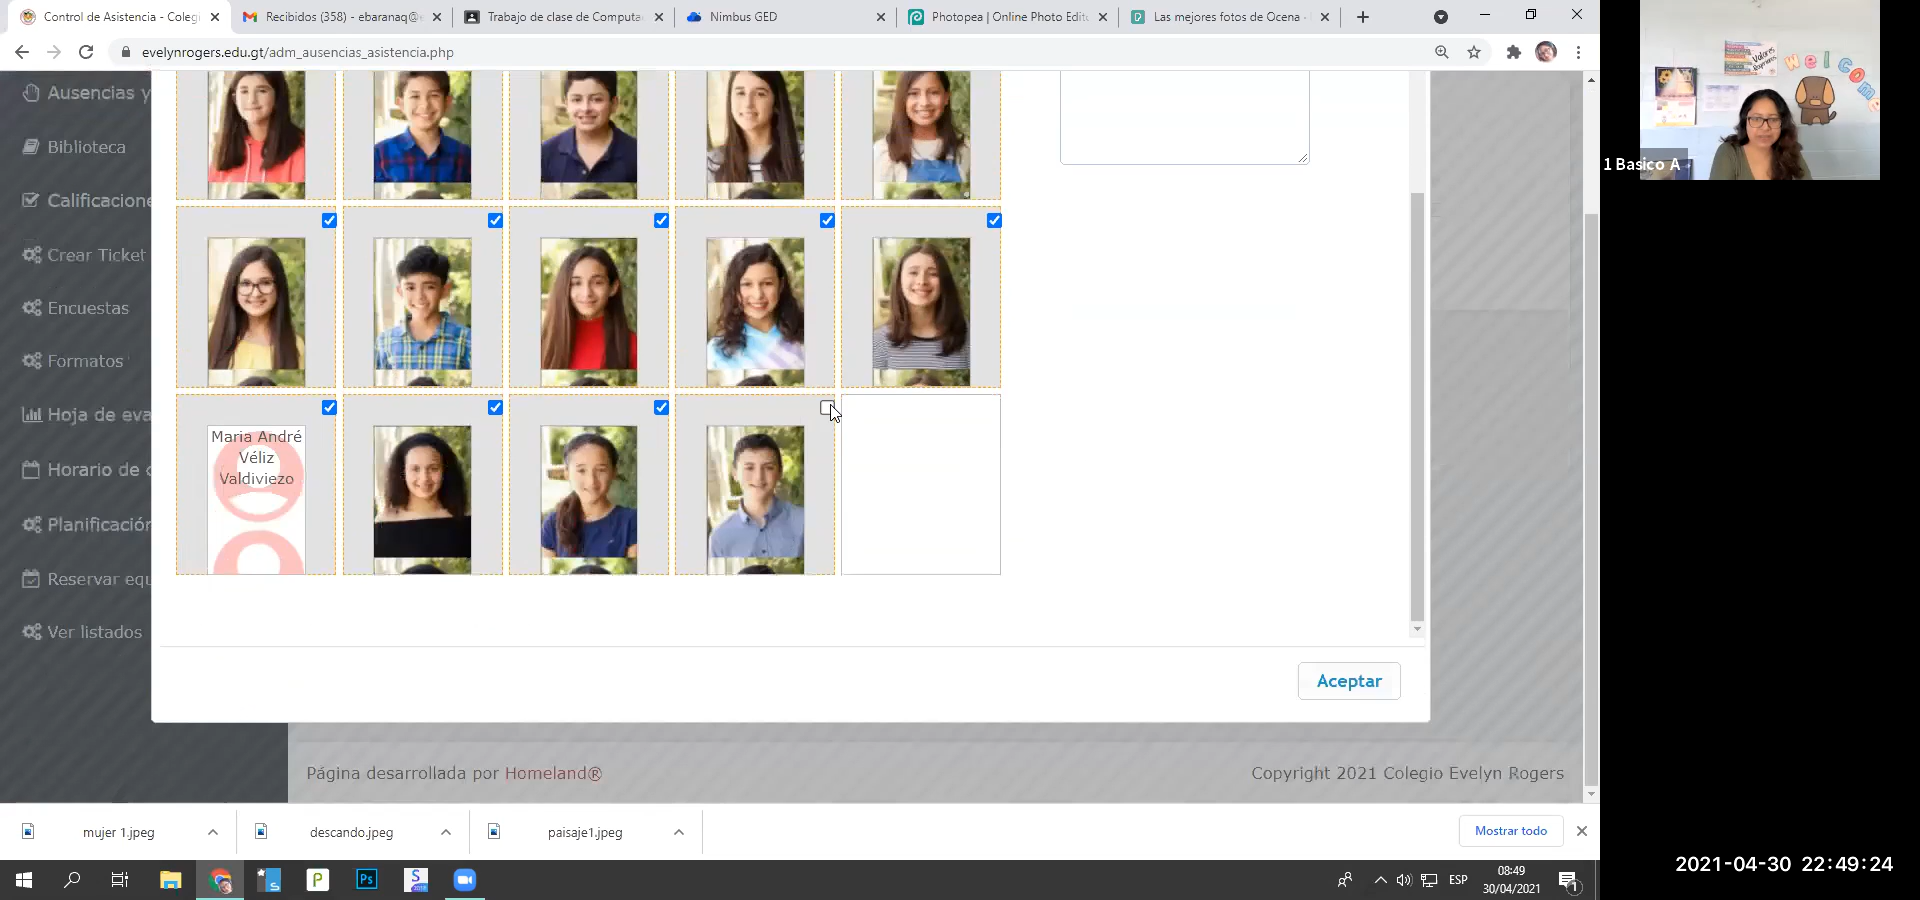 Control de Asistencia - Colegi
Recibidos (358) - ebaranaq@e
Trabajo de clase de Computa
Nimbus GED
Photopea | Online Photo Edit
Las mejores fotos de Ocena -
evelynrogers.edu.gt/adm_ausencias_asistencia.php
Ausencias y
Biblioteca
Calificacione
Crear Ticket
Encuestas
Formatos
Hoja de eva
Horario de c
Planificación
Reservar equ
Ver listados
Maria André
Véliz
Valdiviezo
Aceptar
Página desarrollada por Homeland®
Copyright 2021 Colegio Evelyn Rogers
mujer 1.jpeg
descando.jpeg
paisaje1.jpeg
Mostrar todo
P
Ps
S
ESP
08:49
30/04/2021
1
Valores
welcome
1 Basico A
2021-04-30 22:49:24